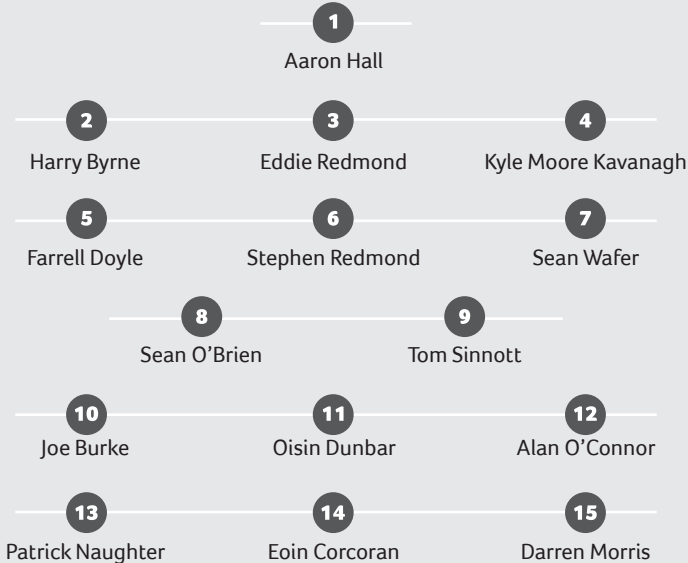 1
Aaron Hall
2 3 4
Harry Byrne Eddie Redmond Kyle Moore Kavanagh
5 6 7
Farrell Doyle Stephen Redmond Sean Wafer
8 9
Sean O’Brien Tom Sinnott
10 11 12
Joe Burke Oisin Dunbar Alan O’Connor
13 14 15
Patrick Naughter Eoin Corcoran Darren Morris